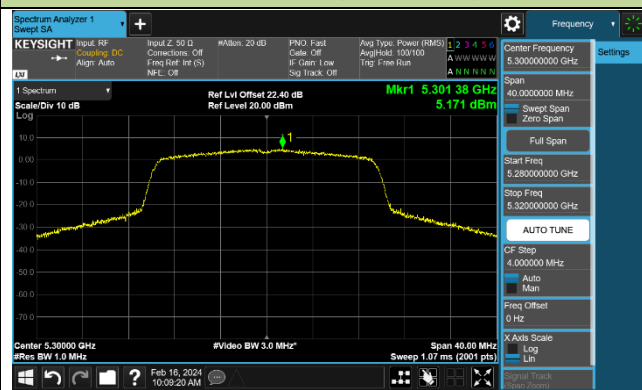 Spectrum Analyzer 1
Swept SA
Frequency
KEYSIGHT
Input: RF
Coupling: DC
Align: Auto
Input Z: 50 Ω
Corrections: Off
Freq Ref: Int (S)
NFE: Off
#Atten: 20 dB
PNO: Fast
Gate: Off
IF Gain: Low
Sig Track: Off
Avg Type: Power (RMS)
Avg|Hold: 100/100
Trig: Free Run
1 2 3 4 5 6
A W W W W W
A N N N N N
LXI
1 Spectrum
Scale/Div 10 dB
Log
Ref Lvl Offset 22.40 dB
Ref Level 20.00 dBm
Mkr1 5.301 38 GHz
5.171 dBm
1
10.0
0.00
-10.0
-20.0
-30.0
-40.0
-50.0
-60.0
-70.0
Center 5.30000 GHz
#Res BW 1.0 MHz
#Video BW 3.0 MHz*
Span 40.00 MHz
Sweep 1.07 ms (2001 pts)
Center Frequency
5.300000000 GHz
Settings
Span
40.0000000 MHz
Swept Span
Zero Span
Full Span
Start Freq
5.280000000 GHz
Stop Freq
5.320000000 GHz
AUTO TUNE
CF Step
4.000000 MHz
Auto
Man
Freq Offset
0 Hz
X Axis Scale
Log
Lin
Signal Track
(Span Zoom)
Feb 16, 2024
10:09:20 AM